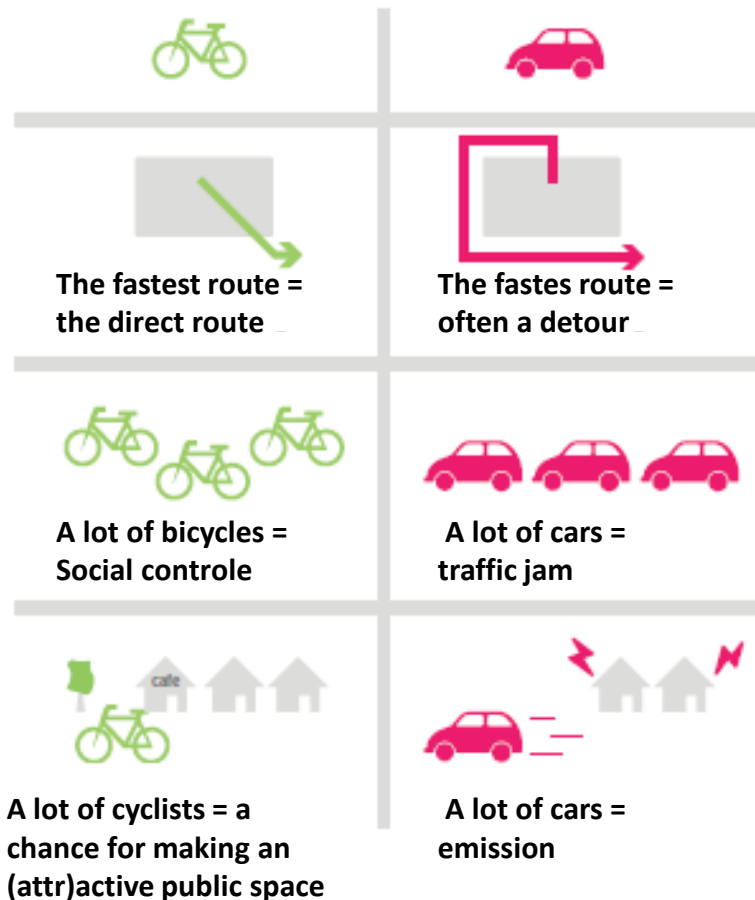 The fastest route =
the direct route
The fastes route =
often a detour
A lot of bicycles =
Social controle
A lot of cars =
traffic jam
cafe
A lot of cyclists = a
chance for making an
(attr)active public space
A lot of cars =
emission